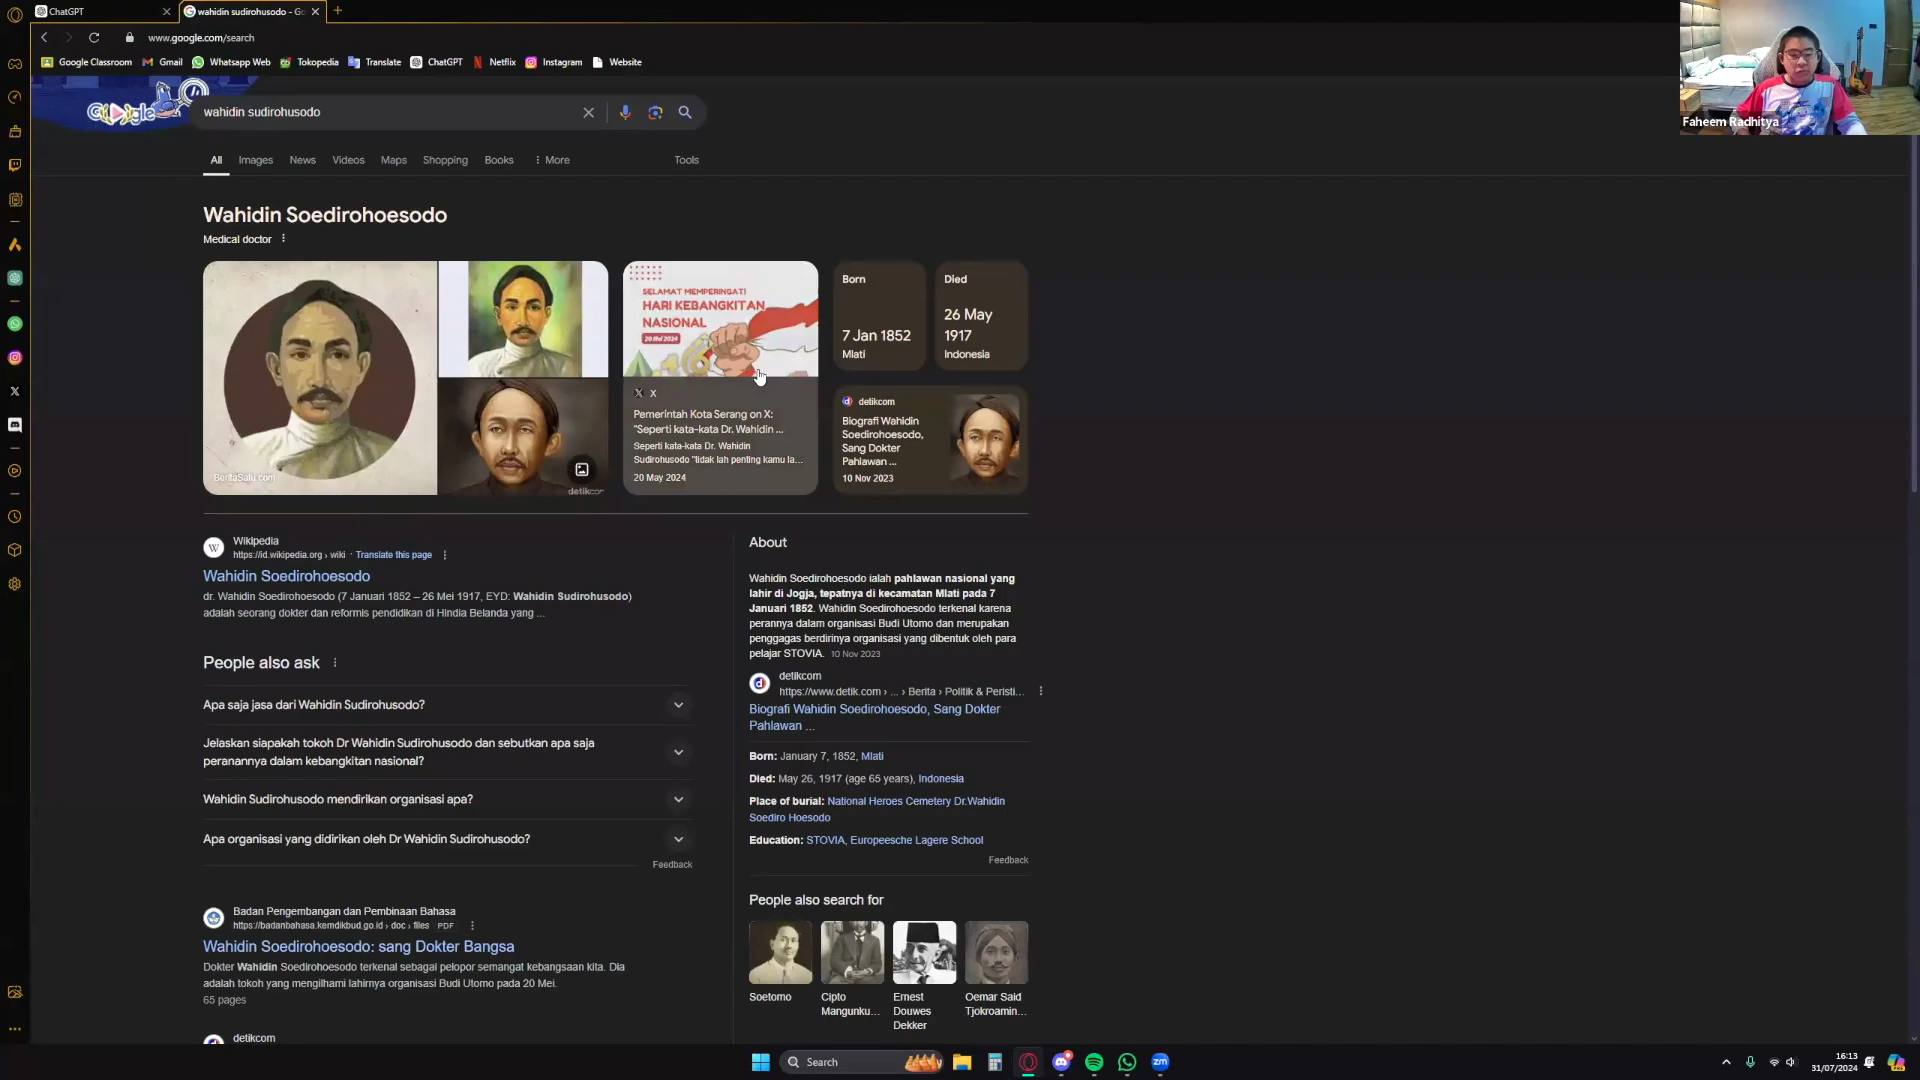 ChatGPT
wahidin sudirohusodo - Go
www.google.com/search
Google Classroom
Gmail
Whatsapp Web
Tokopedia
Translate
ChatGPT
Netflix
Instagram
Website
Faheem Radhitya
Google
wahidin sudirohusodo
All
Images
News
Videos
Maps
Shopping
Books
More
Tools
Wahidin Soedirohoesodo
Medical doctor
BeritaSatu.com
detikcor
SELAMAT MEMPERINGATI
HARI KEBANGKITAN
NASIONAL
20 Mei 2024
X
Pemerintah Kota Serang on X:
"Seperti kata-kata Dr. Wahidin ...
Seperti kata-kata Dr. Wahidin
Sudirohusodo "tidak lah penting kamu la...
20 May 2024
Born
7 Jan 1852
Mlati
Died
26 May
1917
Indonesia
detikcom
Biografi Wahidin
Soedirohoesodo,
Sang Dokter
Pahlawan ...
10 Nov 2023
W
Wikipedia
https://id.wikipedia.org › wiki · Translate this page
Wahidin Soedirohoesodo
dr. Wahidin Soedirohoesodo (7 Januari 1852 – 26 Mei 1917, EYD: Wahidin Sudirohusodo)
adalah seorang dokter dan reformis pendidikan di Hindia Belanda yang ...
People also ask
Apa saja jasa dari Wahidin Sudirohusodo?
Jelaskan siapakah tokoh Dr Wahidin Sudirohusodo dan sebutkan apa saja
peranannya dalam kebangkitan nasional?
Wahidin Sudirohusodo mendirikan organisasi apa?
Apa organisasi yang didirikan oleh Dr Wahidin Sudirohusodo?
Feedback
Badan Pengembangan dan Pembinaan Bahasa
https://badanbahasa.kemdikbud.go.id › doc › files PDF
Wahidin Soedirohoesodo: sang Dokter Bangsa
Dokter Wahidin Soedirohoesodo terkenal sebagai pelopor semangat kebangsaan kita. Dia
adalah tokoh yang mengilhami lahirnya organisasi Budi Utomo pada 20 Mei.
65 pages
detikcom
About
Wahidin Soedirohoesodo ialah pahlawan nasional yang
lahir di Jogja, tepatnya di kecamatan Mlati pada 7
Januari 1852. Wahidin Soedirohoesodo terkenal karena
perannya dalam organisasi Budi Utomo dan merupakan
penggagas berdirinya organisasi yang dibentuk oleh para
pelajar STOVIA. 10 Nov 2023
detikcom
https://www.detik.com › ... › Berita › Politik & Peristi...
Biografi Wahidin Soedirohoesodo, Sang Dokter
Pahlawan ...
Born: January 7, 1852, Mlati
Died: May 26, 1917 (age 65 years), Indonesia
Place of burial: National Heroes Cemetery Dr.Wahidin
Soediro Hoesodo
Education: STOVIA, Europeesche Lagere School
Feedback
People also search for
Soetomo
Cipto
Mangunku...
Ernest
Douwes
Dekker
Oemar Said
Tjokroamin...
Search
zm
16:13
31/07/2024